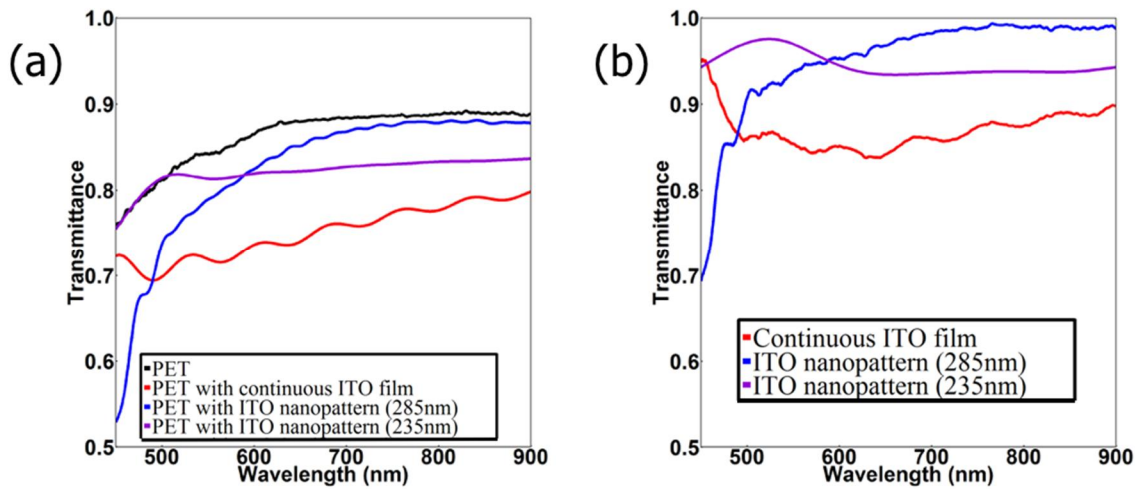 (a)
1.0
0.9
0.8
0.7
0.6
0.5
Transmittance
PET
PET with continuous ITO film
PET with ITO nanopattern (285nm)
PET with ITO nanopattern (235nm)
500 600 700 800 900
Wavelength (nm)
(b)
1.0
0.9
0.8
0.7
0.6
0.5
Transmittance
Continuous ITO film
ITO nanopattern (285nm)
ITO nanopattern (235nm)
500 600 700 800 900
Wavelength (nm)